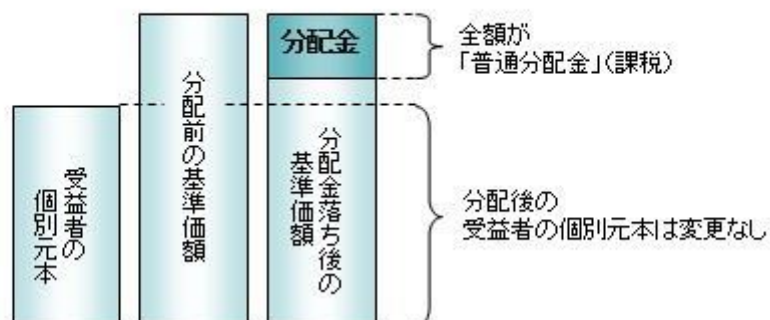 受益者の
個別元本
分配前の基準価額
分配金
分配金落ち後の
基準価額
全額が
「普通分配金」(課税)
分配後の
受益者の個別元本は変更なし